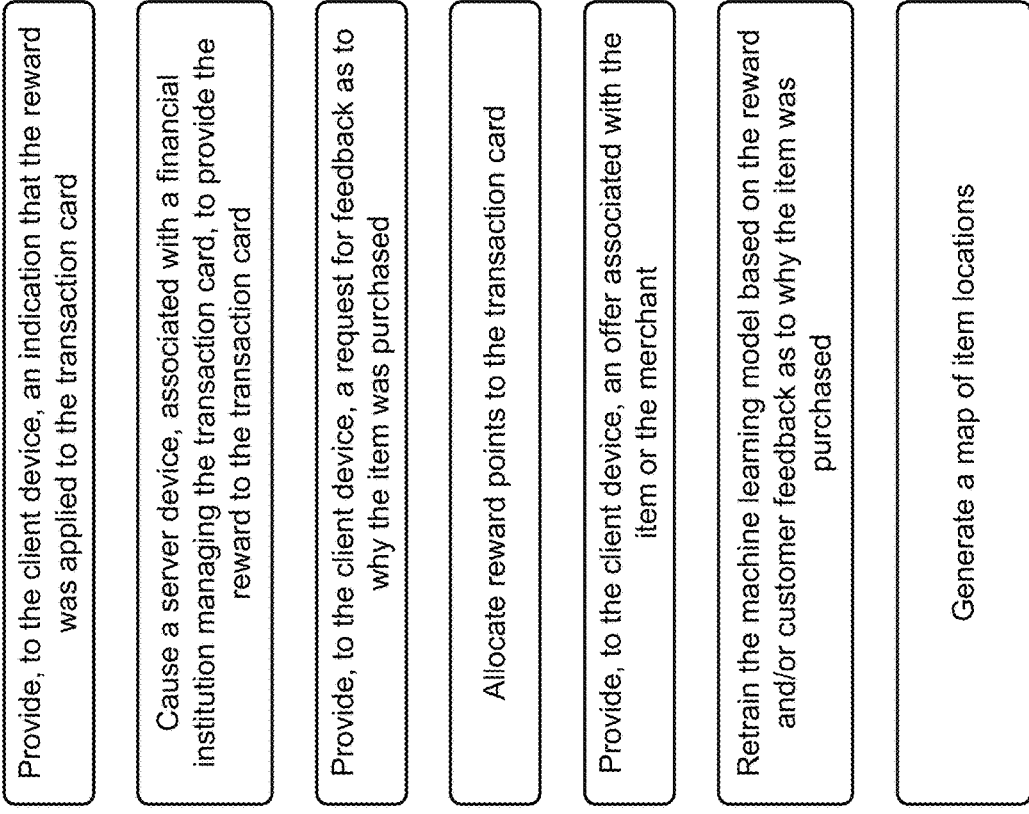 Provide, to the client device, an indication that the reward
was applied to the transaction card
Cause a server device, associated with a financial
institution managing the transaction card, to provide the
reward to the transaction card
Provide, to the client device, a request for feedback as to
why the item was purchased
Allocate reward points to the transaction card
Provide, to the client device, an offer associated with the
item or the merchant
Retrain the machine learning model based on the reward
and/or customer feedback as to why the item was
purchased
Generate a map of item locations